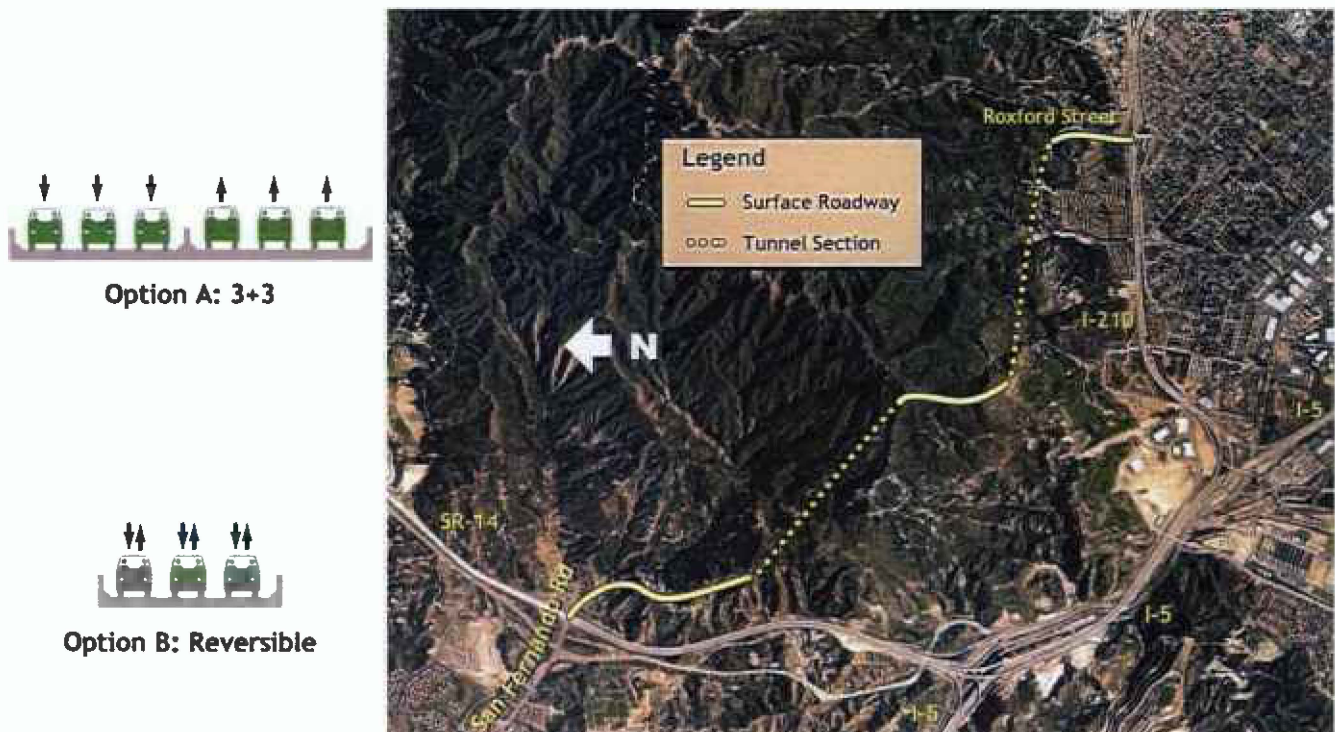 Option A: 3+3
Option B: Reversible
Roxford Street
Legend
Surface Roadway
Tunnel Section
N
I-210
I-5
SR-14
San Fernando Rd
I-5
I-5